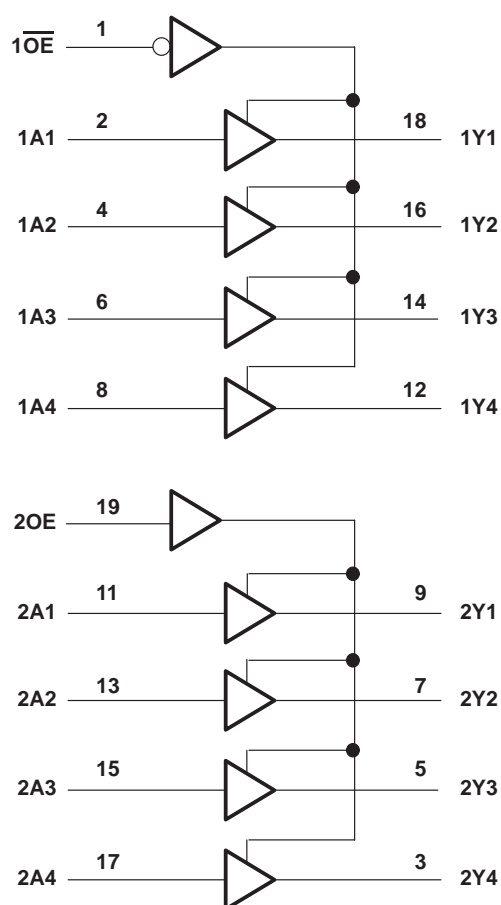 1O̅E̅ 1
1A1 2 18 1Y1
1A2 4 16 1Y2
1A3 6 14 1Y3
1A4 8 12 1Y4
2OE 19
2A1 11 9 2Y1
2A2 13 7 2Y2
2A3 15 5 2Y3
2A4 17 3 2Y4